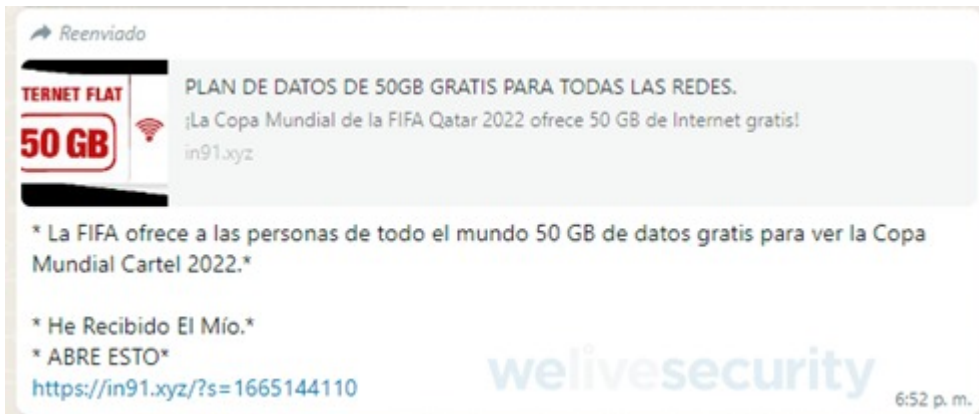 Reenviado
TERNET FLAT
50 GB
PLAN DE DATOS DE 50GB GRATIS PARA TODAS LAS REDES.
¡La Copa Mundial de la FIFA Qatar 2022 ofrece 50 GB de Internet gratis!
in91.xyz
* La FIFA ofrece a las personas de todo el mundo 50 GB de datos gratis para ver la Copa
Mundial Cartel 2022.*
* He Recibido El Mío.*
* ABRE ESTO*
https://in91.xyz/?s=1665144110
welivesecurity
6:52 p. m.